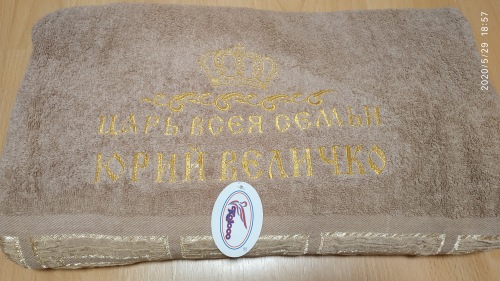 ЦАРЬ ВСЕЯ СЕМЬИ
ЮРИЙ ВЕЛИЧКО
2020/5/29 18:57